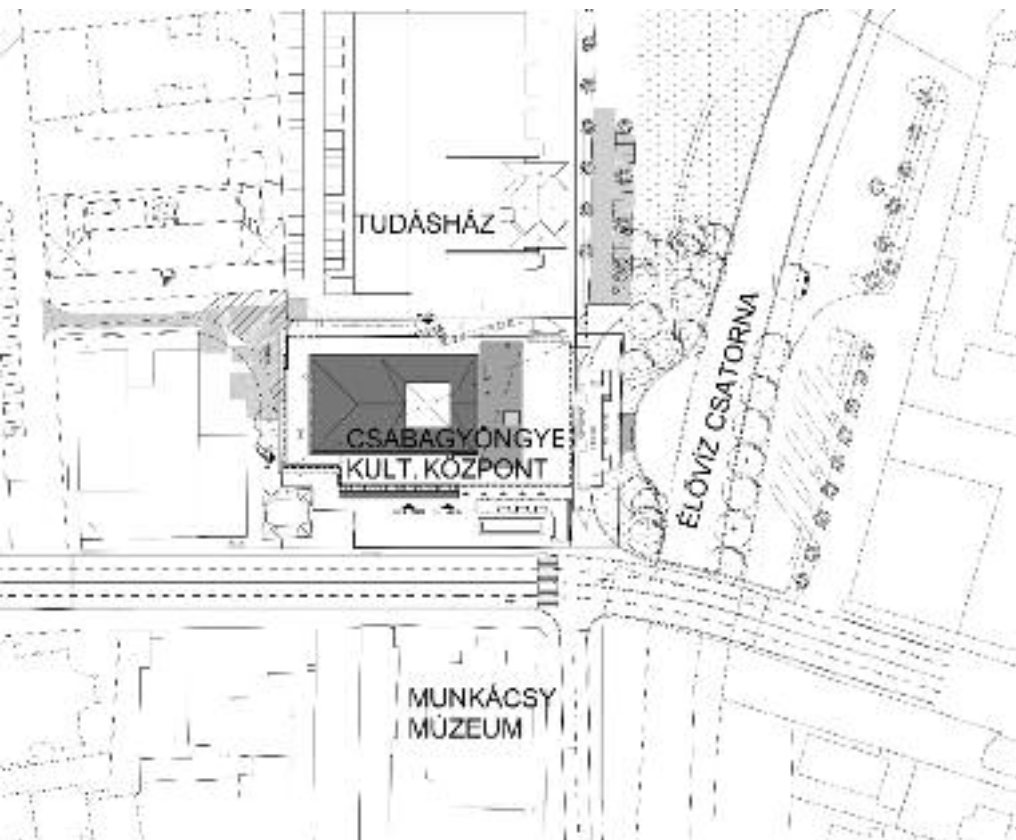 TUDÁSHÁZ
CSABAGYÖNGYE
KULT. KÖZPONT
ÉLŐVÍZ CSATORNA
MUNKÁCSY
MÚZEUM